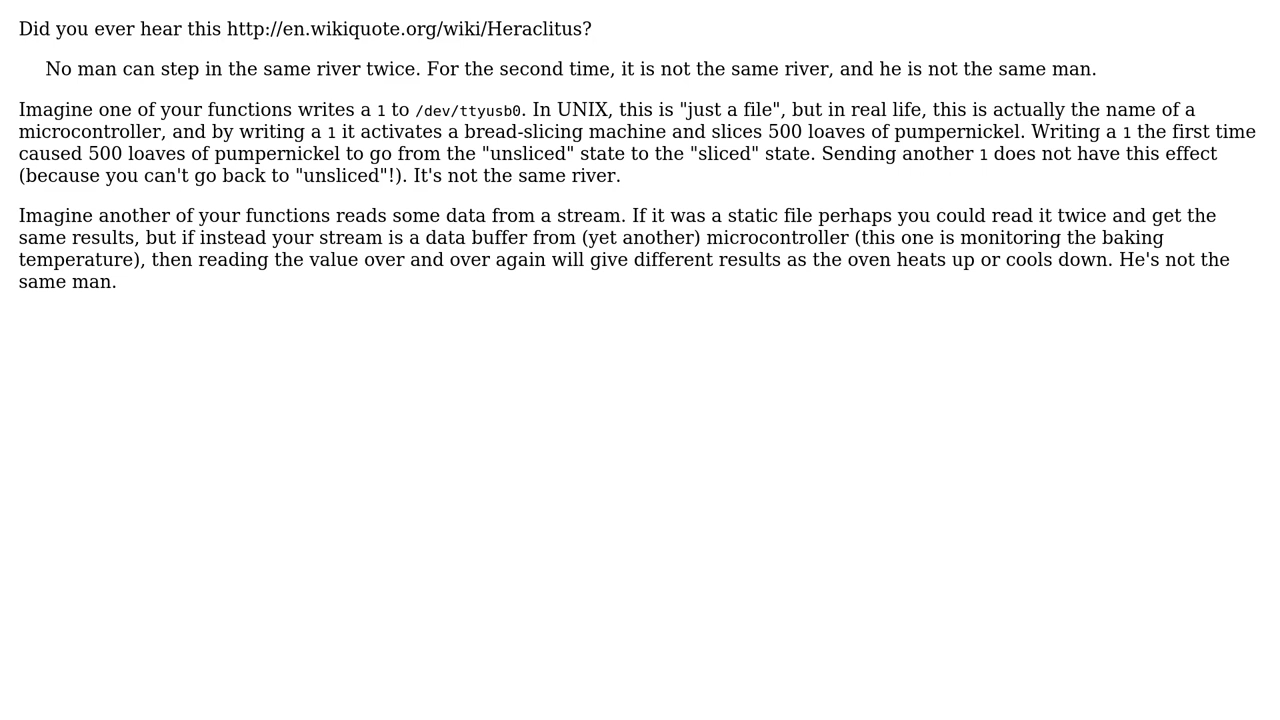 Did you ever hear this http://en.wikiquote.org/wiki/Heraclitus?
No man can step in the same river twice. For the second time, it is not the same river, and he is not the same man.
Imagine one of your functions writes a 1 to /dev/ttyusb0. In UNIX, this is "just a file", but in real life, this is actually the name of a
microcontroller, and by writing a 1 it activates a bread-slicing machine and slices 500 loaves of pumpernickel. Writing a 1 the first time
caused 500 loaves of pumpernickel to go from the "unsliced" state to the "sliced" state. Sending another 1 does not have this effect
(because you can't go back to "unsliced"!). It's not the same river.
Imagine another of your functions reads some data from a stream. If it was a static file perhaps you could read it twice and get the
same results, but if instead your stream is a data buffer from (yet another) microcontroller (this one is monitoring the baking
temperature), then reading the value over and over again will give different results as the oven heats up or cools down. He's not the
same man.